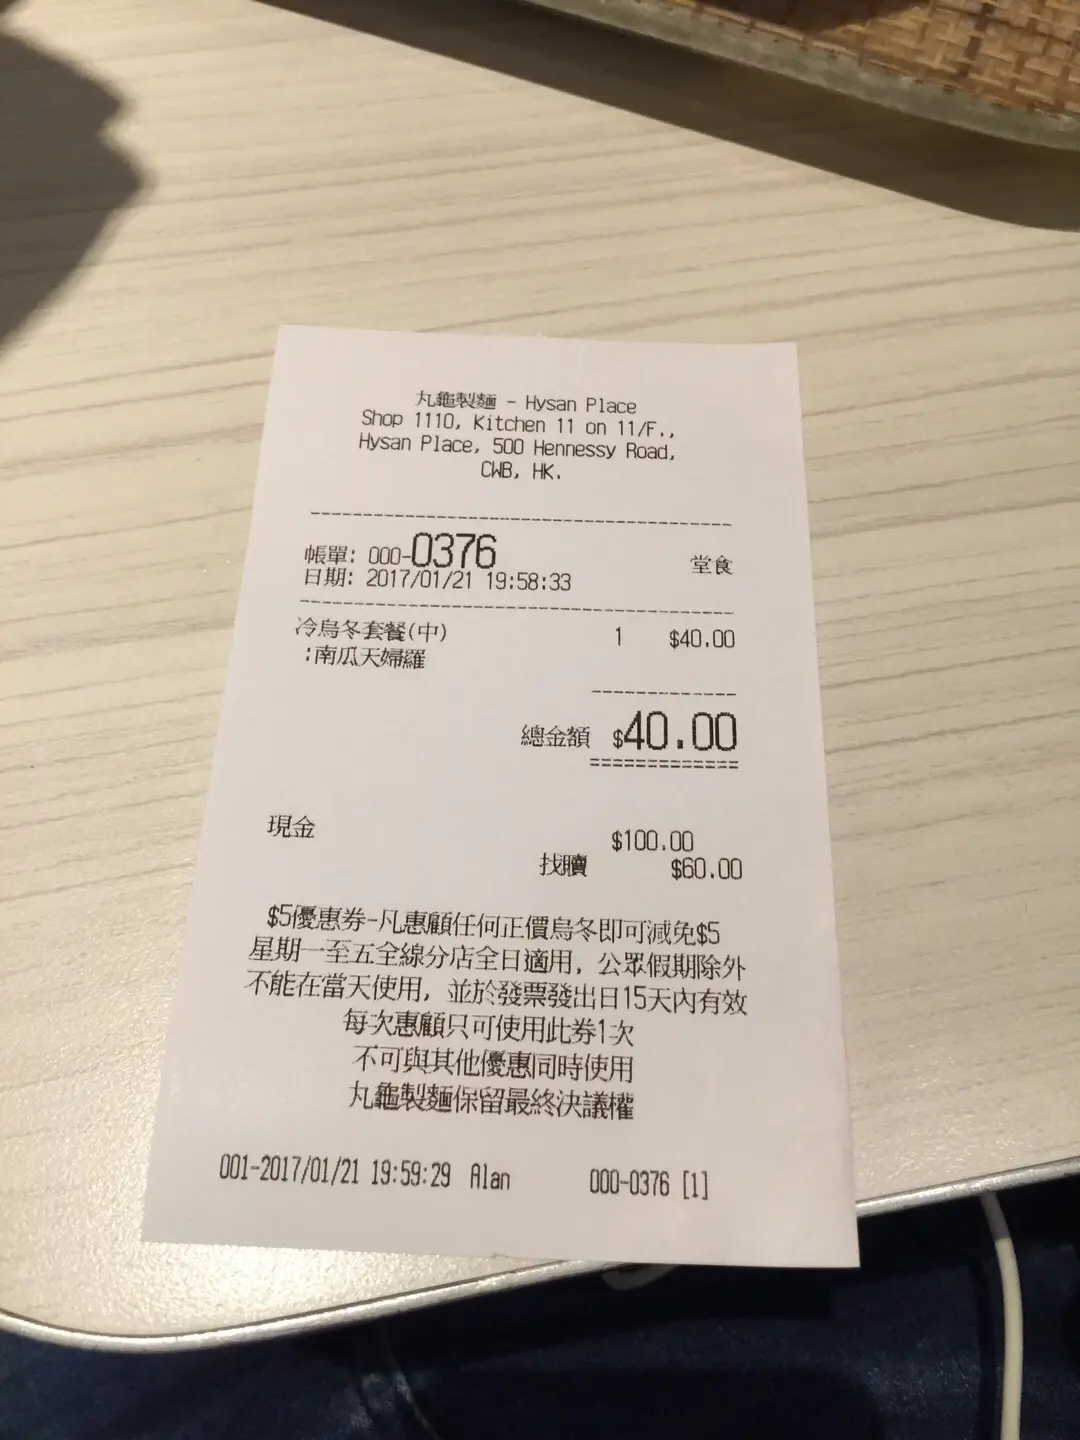 丸龜製麵 - Hysan Place
Shop 1110, Kitchen 11 on 11/F.,
Hysan Place, 500 Hennessy Road,
CWB, HK.
帳單: 000-0376 堂食
日期: 2017/01/21 19:58:33
冷烏冬套餐(中) 1 $40.00
:南瓜天婦羅
總金額 $40.00
現金 $100.00
找贖 $60.00
$5優惠券-凡惠顧任何正價烏冬即可減免$5
星期一至五全線分店全日適用, 公眾假期除外
不能在當天使用, 並於發票發出日15天內有效
每次惠顧只可使用此券1次
不可與其他優惠同時使用
丸龜製麵保留最終決議權
001-2017/01/21 19:59:29 Alan 000-0376 [1]